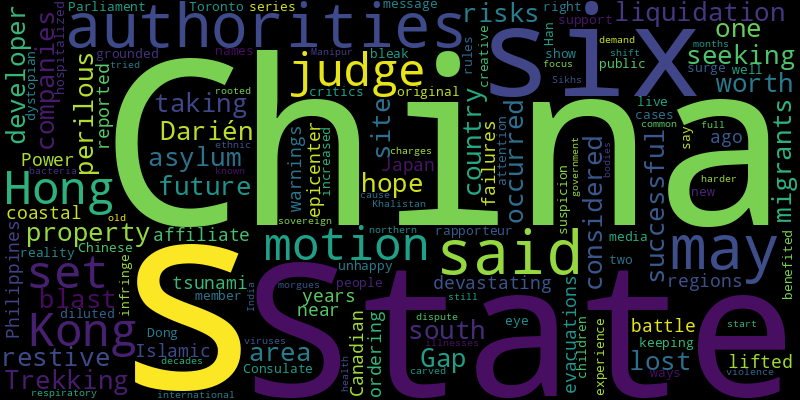 Parliament Toronto series message right
authorities six risks support liquidation
hospitalized grounded names Manipur bleak rules creative Han show demand shift months one
developer dystopian companies tried judge critics original focus Sikhs public surge well seeking
perilous reported taking rooted site country live worth
China
Power Darién warnings epicenter increased charges Japan failures attention occurred say cases ago common full migrants
bacteria asylum ethnic hope suspicion government bodies successful harder
Hong future known cause Khalistan considered new
coastal old sovereign northern may
property affiliate motion rapporteur said media benefited
Philippines Chinese reality infringe unhappy two
set tsunami India morgues people devastating regions
blast member years
State
Kong diluted Dong viruses near Canadian dispute south eye evacuations battle start
restive Islamic area ordering illnesses Gap still children keeping lost lifted
Trekking decades Consulate health carved experience ways
respiratory international violence